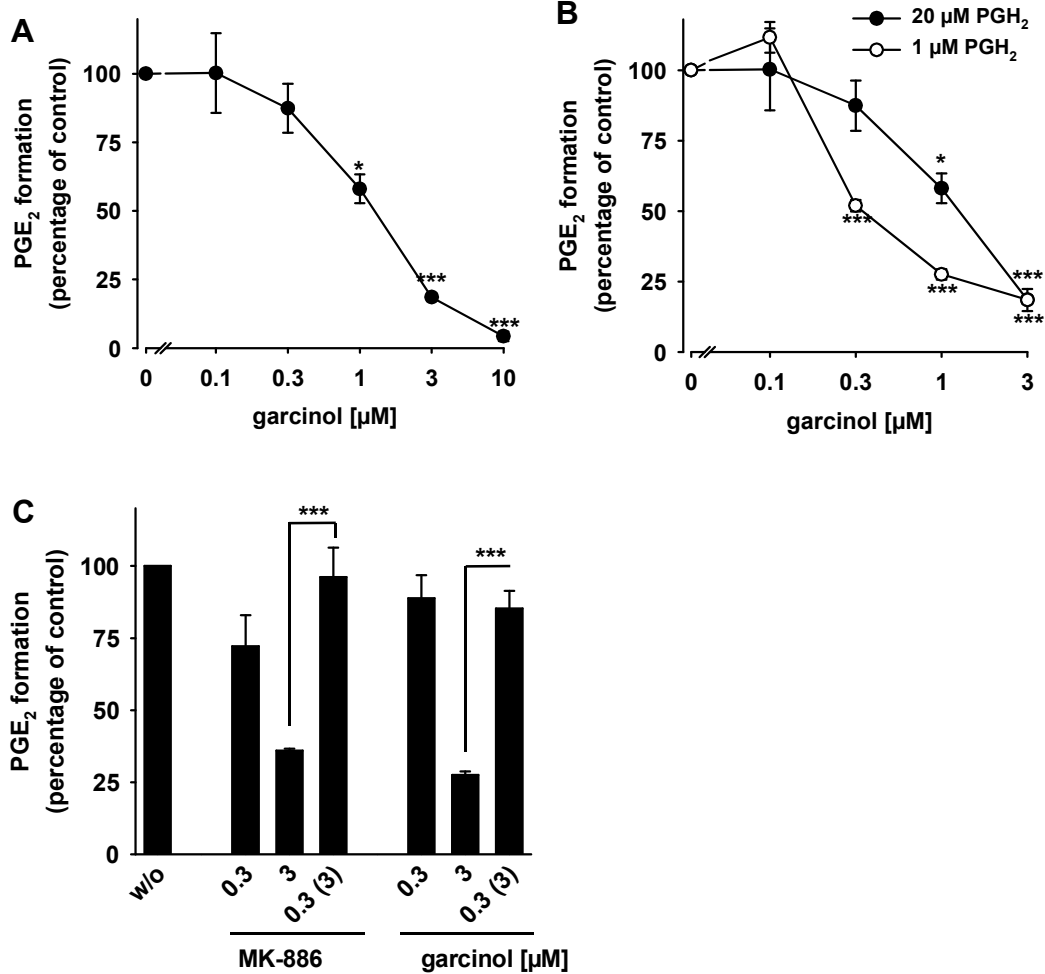 A
PGE₂ formation
(percentage of control)
100
75
50
25
0
*
***
***
0 0.1 0.3 1 3 10
garcinol [µM]
B
20 µM PGH₂
1 µM PGH₂
PGE₂ formation
(percentage of control)
100
75
50
25
0
*
***
***
***
***
0 0.1 0.3 1 3
garcinol [µM]
C
PGE₂ formation
(percentage of control)
100
75
50
25
0
***
***
w/o 0.3 3 0.3 (3) 0.3 3 0.3 (3)
MK-886 garcinol [µM]